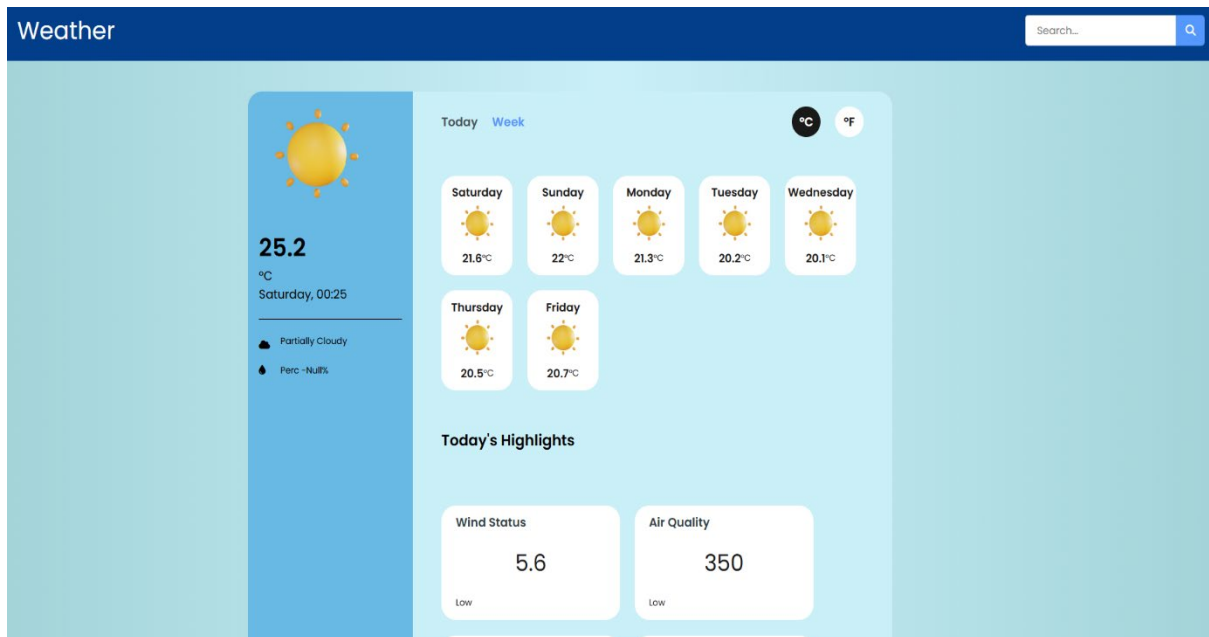 Weather
Search...
Today Week
°C °F
25.2
°C
Saturday, 00:25
Partially Cloudy
Perc -Null%
Saturday Sunday Monday Tuesday Wednesday
21.6°C 22°C 21.3°C 20.2°C 20.1°C
Thursday Friday
20.5°C 20.7°C
Today's Highlights
Wind Status
5.6
Low
Air Quality
350
Low